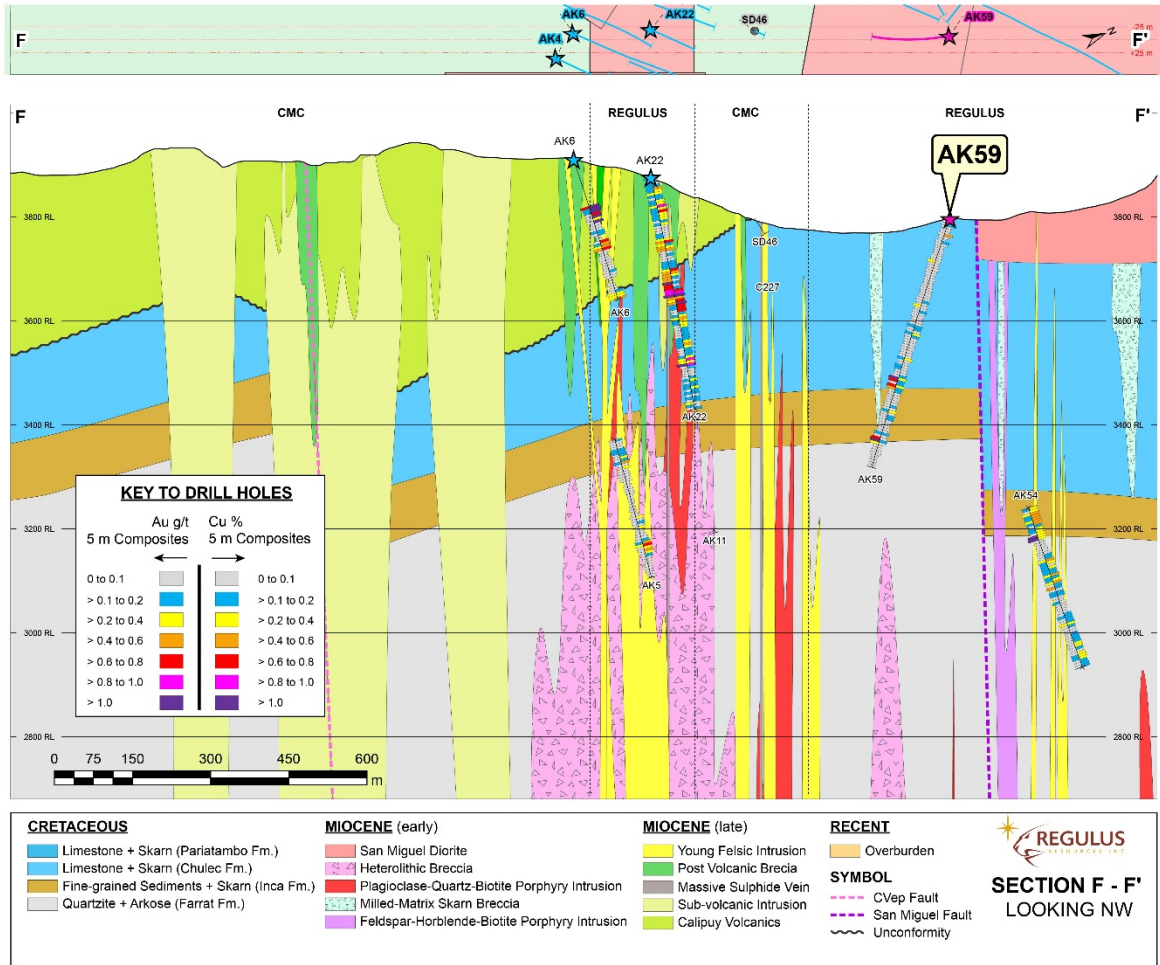 F
AK6
AK22
AK4
SD46
AK59
-25 m
+25 m
Z
F'
F
CMC
REGULUS
CMC
REGULUS
F'
AK6
AK22
AK59
3800 RL
3800 RL
SD46
C227
AK6
3600 RL
3600 RL
AK22
3400 RL
3400 RL
AK59
AK54
3200 RL
AK11
AK5
3000 RL
2800 RL
2800 RL
KEY TO DRILL HOLES
Au g/t Cu %
5 m Composites 5 m Composites
0 to 0.1 0 to 0.1
> 0.1 to 0.2 > 0.1 to 0.2
> 0.2 to 0.4 > 0.2 to 0.4
> 0.4 to 0.6 > 0.4 to 0.6
> 0.6 to 0.8 > 0.6 to 0.8
> 0.8 to 1.0 > 0.8 to 1.0
> 1.0 > 1.0
3200 RL
3000 RL
0 75 150 300 450 600
m
CRETACEOUS
Limestone + Skarn (Pariatambo Fm.)
Limestone + Skarn (Chulec Fm.)
Fine-grained Sediments + Skarn (Inca Fm.)
Quartzite + Arkose (Farrat Fm.)
MIOCENE (early)
San Miguel Diorite
Heterolithic Breccia
Plagioclase-Quartz-Biotite Porphyry Intrusion
Milled-Matrix Skarn Breccia
Feldspar-Horblende-Biotite Porphyry Intrusion
MIOCENE (late)
Young Felsic Intrusion
Post Volcanic Brecia
Massive Sulphide Vein
Sub-volcanic Intrusion
Calipuy Volcanics
RECENT
Overburden
SYMBOL
CVep Fault
San Miguel Fault
Unconformity
REGULUS
RESOURCES INC
SECTION F - F'
LOOKING NW